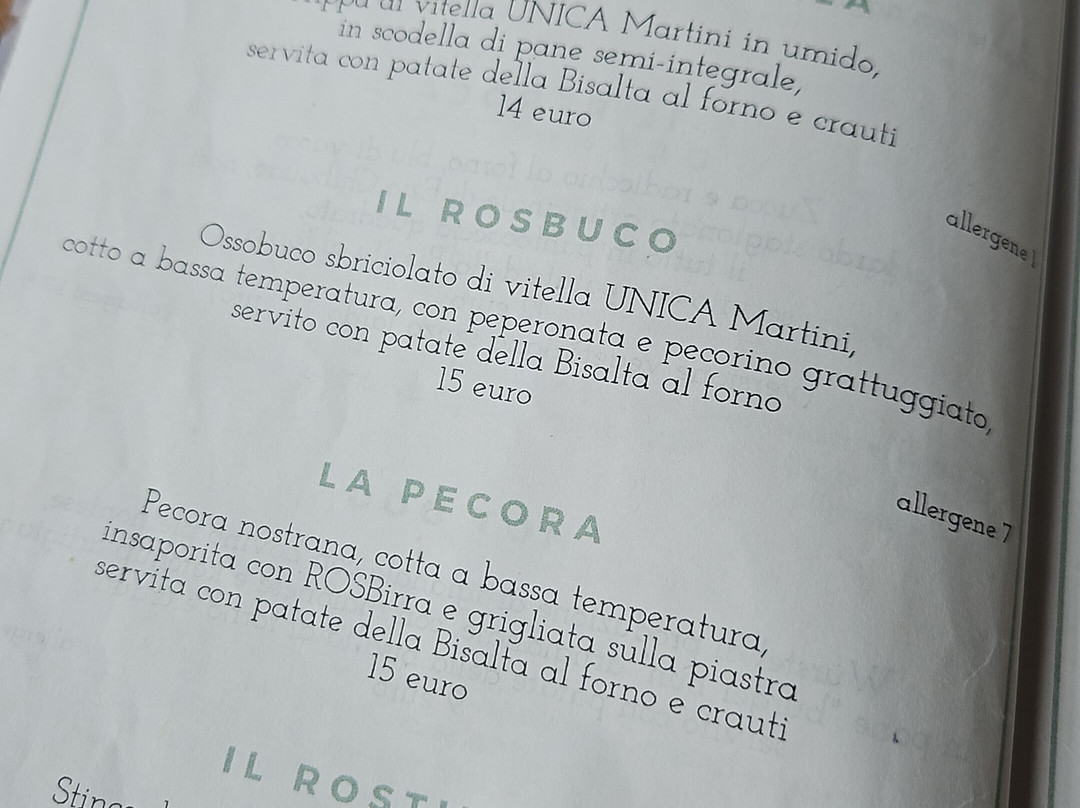 di vitella UNICA Martini in umido,
in scodella di pane semi-integrale,
servita con patate della Bisalta al forno e crauti
14 euro
allergene 1
IL ROSBUCO
Ossobuco sbriciolato di vitella UNICA Martini,
cotto a bassa temperatura, con peperonata e pecorino grattuggiato,
servito con patate della Bisalta al forno
15 euro
allergene 7
LA PECORA
Pecora nostrana, cotta a bassa temperatura,
insaporita con ROSBirra e grigliata sulla piastra
servita con patate della Bisalta al forno e crauti
15 euro
IL